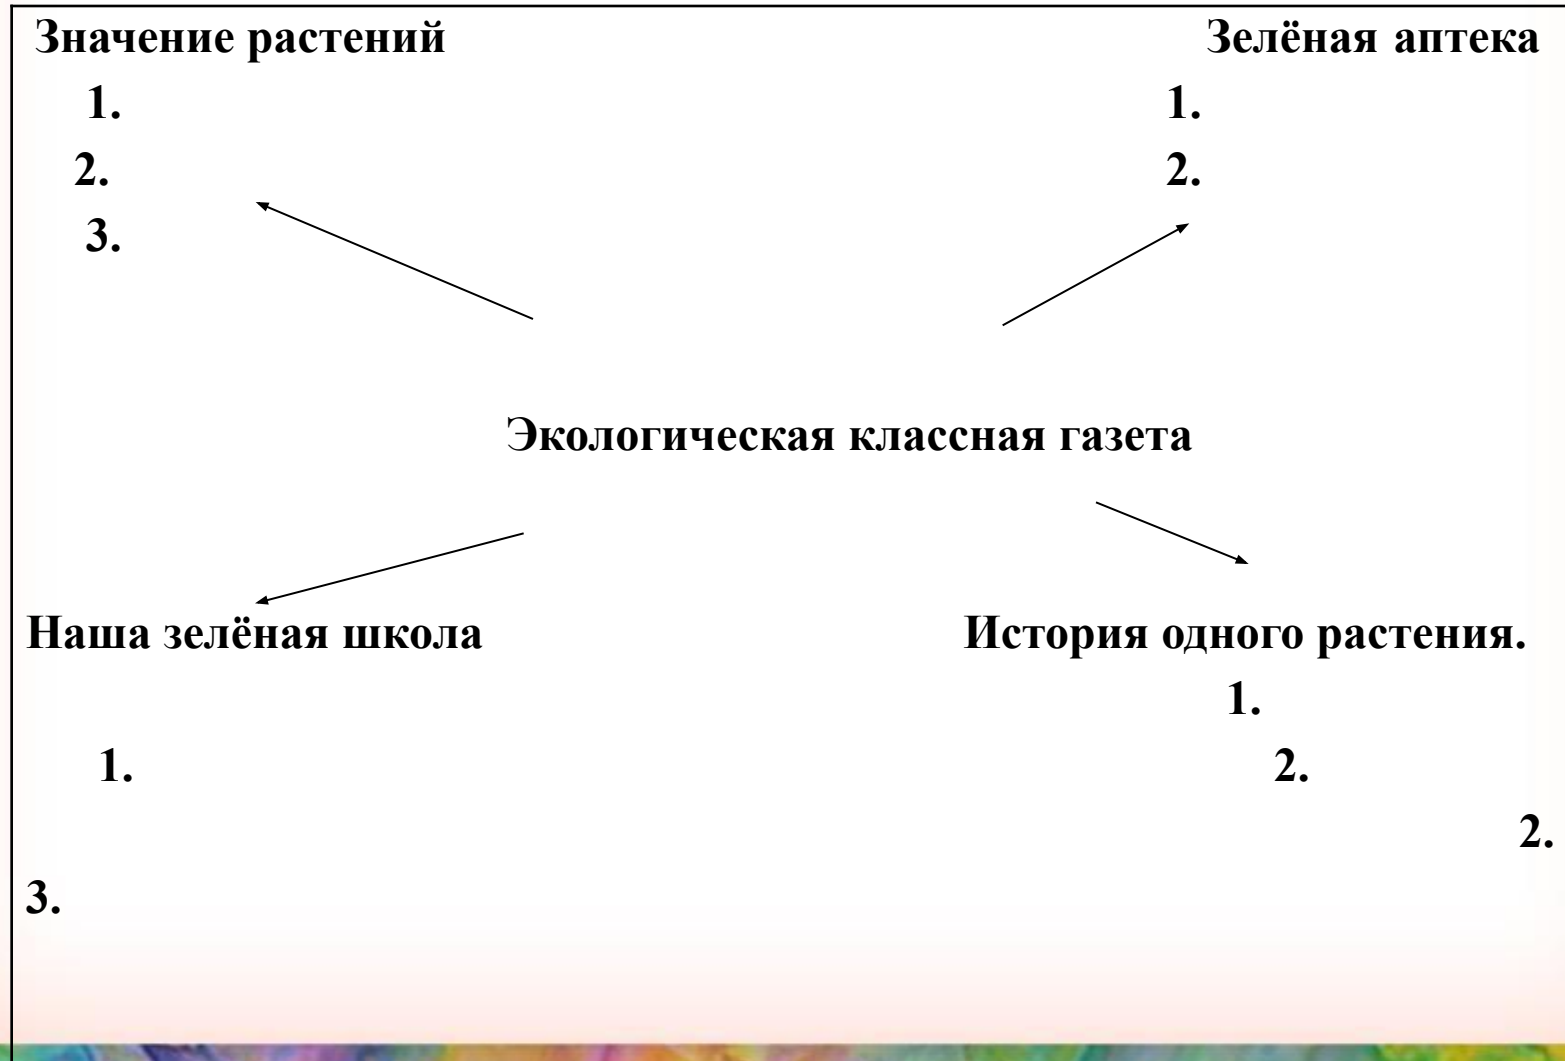 Значение растений Зелёная аптека
1. 1.
2. 2.
3.
Экологическая классная газета
Наша зелёная школа История одного растения.
1.
1. 2.
2.
3.